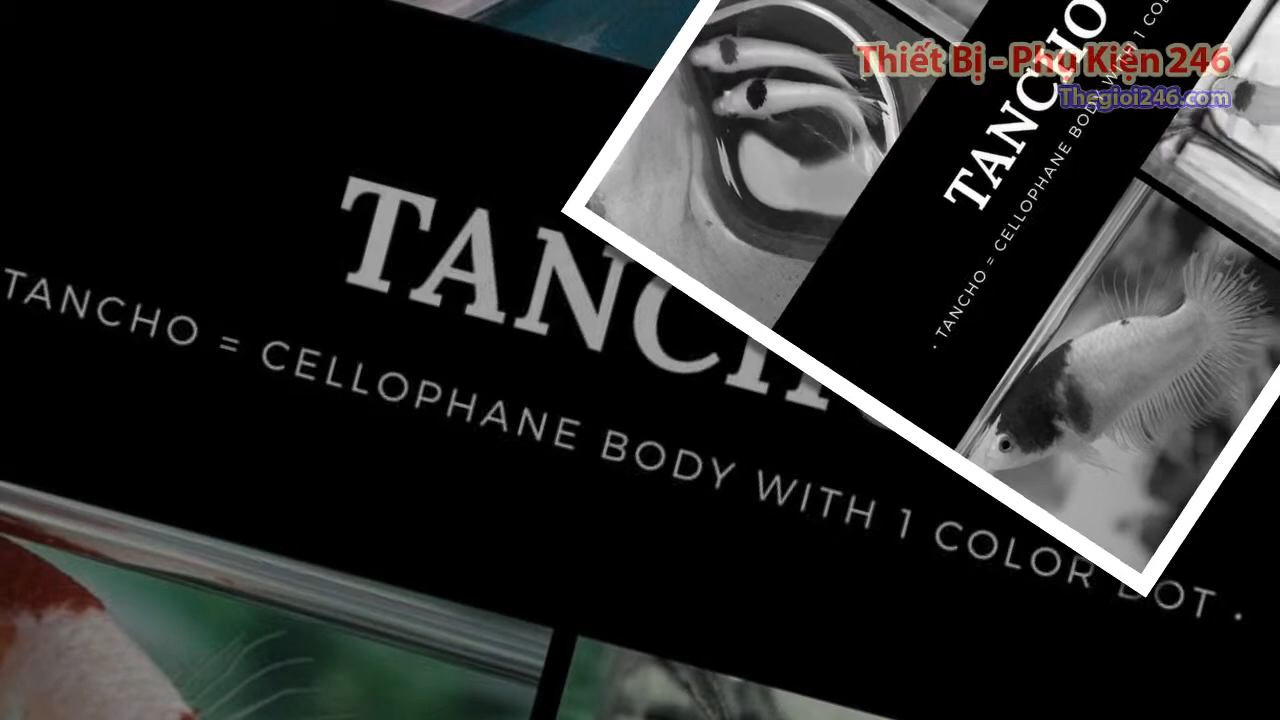 Thiết Bị - Phụ Kiện 246
Thegioi246.com
TANCHO
• TANCHO = CELLOPHANE BODY WITH 1 COL
TANCH
TANCHO = CELLOPHANE BODY WITH 1 COLOR DOT •